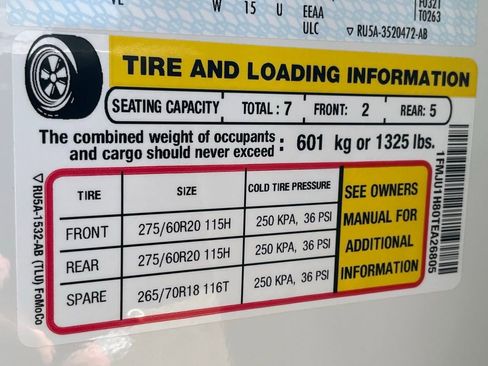 W 15 U EEAA T0263
ULC ▽ RU5A-3520472-AB
TIRE AND LOADING INFORMATION
SEATING CAPACITY TOTAL : 7 FRONT: 2 REAR: 5
The combined weight of occupants
and cargo should never exceed : 601 kg or 1325 lbs.
TIRE SIZE COLD TIRE PRESSURE
FRONT 275/60R20 115H 250 KPA, 36 PSI
REAR 275/60R20 115H 250 KPA, 36 PSI
SPARE 265/70R18 116T 250 KPA, 36 PSI
SEE OWNERS
MANUAL FOR
ADDITIONAL
INFORMATION
▽ RU5A-1532-AB (TLU) FoMoCo
1FMJU1H80TEA26805